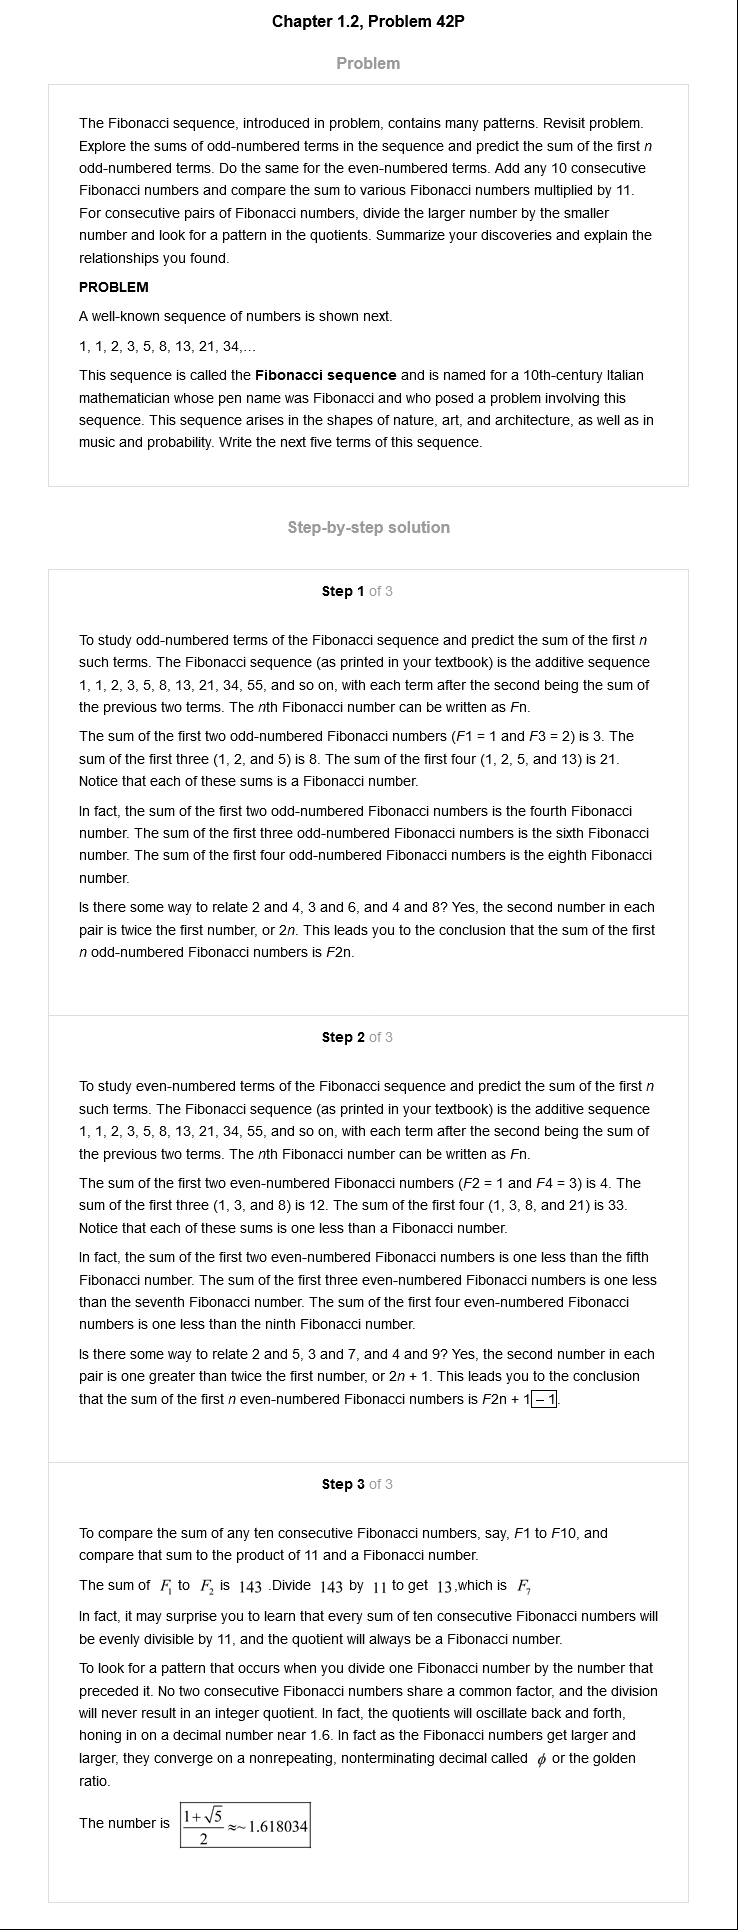 Chapter 1.2, Problem 42P
Problem
The Fibonacci sequence, introduced in problem, contains many patterns. Revisit problem.
Explore the sums of odd-numbered terms in the sequence and predict the sum of the first n
odd-numbered terms. Do the same for the even-numbered terms. Add any 10 consecutive
Fibonacci numbers and compare the sum to various Fibonacci numbers multiplied by 11.
For consecutive pairs of Fibonacci numbers, divide the larger number by the smaller
number and look for a pattern in the quotients. Summarize your discoveries and explain the
relationships you found.
PROBLEM
A well-known sequence of numbers is shown next.
1, 1, 2, 3, 5, 8, 13, 21, 34,…
This sequence is called the Fibonacci sequence and is named for a 10th-century Italian
mathematician whose pen name was Fibonacci and who posed a problem involving this
sequence. This sequence arises in the shapes of nature, art, and architecture, as well as in
music and probability. Write the next five terms of this sequence.
Step-by-step solution
Step 1 of 3
To study odd-numbered terms of the Fibonacci sequence and predict the sum of the first n
such terms. The Fibonacci sequence (as printed in your textbook) is the additive sequence
1, 1, 2, 3, 5, 8, 13, 21, 34, 55, and so on, with each term after the second being the sum of
the previous two terms. The nth Fibonacci number can be written as Fn.
The sum of the first two odd-numbered Fibonacci numbers (F1 = 1 and F3 = 2) is 3. The
sum of the first three (1, 2, and 5) is 8. The sum of the first four (1, 2, 5, and 13) is 21.
Notice that each of these sums is a Fibonacci number.
In fact, the sum of the first two odd-numbered Fibonacci numbers is the fourth Fibonacci
number. The sum of the first three odd-numbered Fibonacci numbers is the sixth Fibonacci
number. The sum of the first four odd-numbered Fibonacci numbers is the eighth Fibonacci
number.
Is there some way to relate 2 and 4, 3 and 6, and 4 and 8? Yes, the second number in each
pair is twice the first number, or 2n. This leads you to the conclusion that the sum of the first
n odd-numbered Fibonacci numbers is F2n.
Step 2 of 3
To study even-numbered terms of the Fibonacci sequence and predict the sum of the first n
such terms. The Fibonacci sequence (as printed in your textbook) is the additive sequence
1, 1, 2, 3, 5, 8, 13, 21, 34, 55, and so on, with each term after the second being the sum of
the previous two terms. The nth Fibonacci number can be written as Fn.
The sum of the first two even-numbered Fibonacci numbers (F2 = 1 and F4 = 3) is 4. The
sum of the first three (1, 3, and 8) is 12. The sum of the first four (1, 3, 8, and 21) is 33.
Notice that each of these sums is one less than a Fibonacci number.
In fact, the sum of the first two even-numbered Fibonacci numbers is one less than the fifth
Fibonacci number. The sum of the first three even-numbered Fibonacci numbers is one less
than the seventh Fibonacci number. The sum of the first four even-numbered Fibonacci
numbers is one less than the ninth Fibonacci number.
Is there some way to relate 2 and 5, 3 and 7, and 4 and 9? Yes, the second number in each
pair is one greater than twice the first number, or 2n + 1. This leads you to the conclusion
that the sum of the first n even-numbered Fibonacci numbers is F2n + 1 – 1.
Step 3 of 3
To compare the sum of any ten consecutive Fibonacci numbers, say, F1 to F10, and
compare that sum to the product of 11 and a Fibonacci number.
The sum of F₁ to F₂ is 143 .Divide 143 by 11 to get 13,which is F₇
In fact, it may surprise you to learn that every sum of ten consecutive Fibonacci numbers will
be evenly divisible by 11, and the quotient will always be a Fibonacci number.
To look for a pattern that occurs when you divide one Fibonacci number by the number that
preceded it. No two consecutive Fibonacci numbers share a common factor, and the division
will never result in an integer quotient. In fact, the quotients will oscillate back and forth,
honing in on a decimal number near 1.6. In fact as the Fibonacci numbers get larger and
larger, they converge on a nonrepeating, nonterminating decimal called ϕ or the golden
ratio.
The number is (1+√5)/2 ≈~1.618034